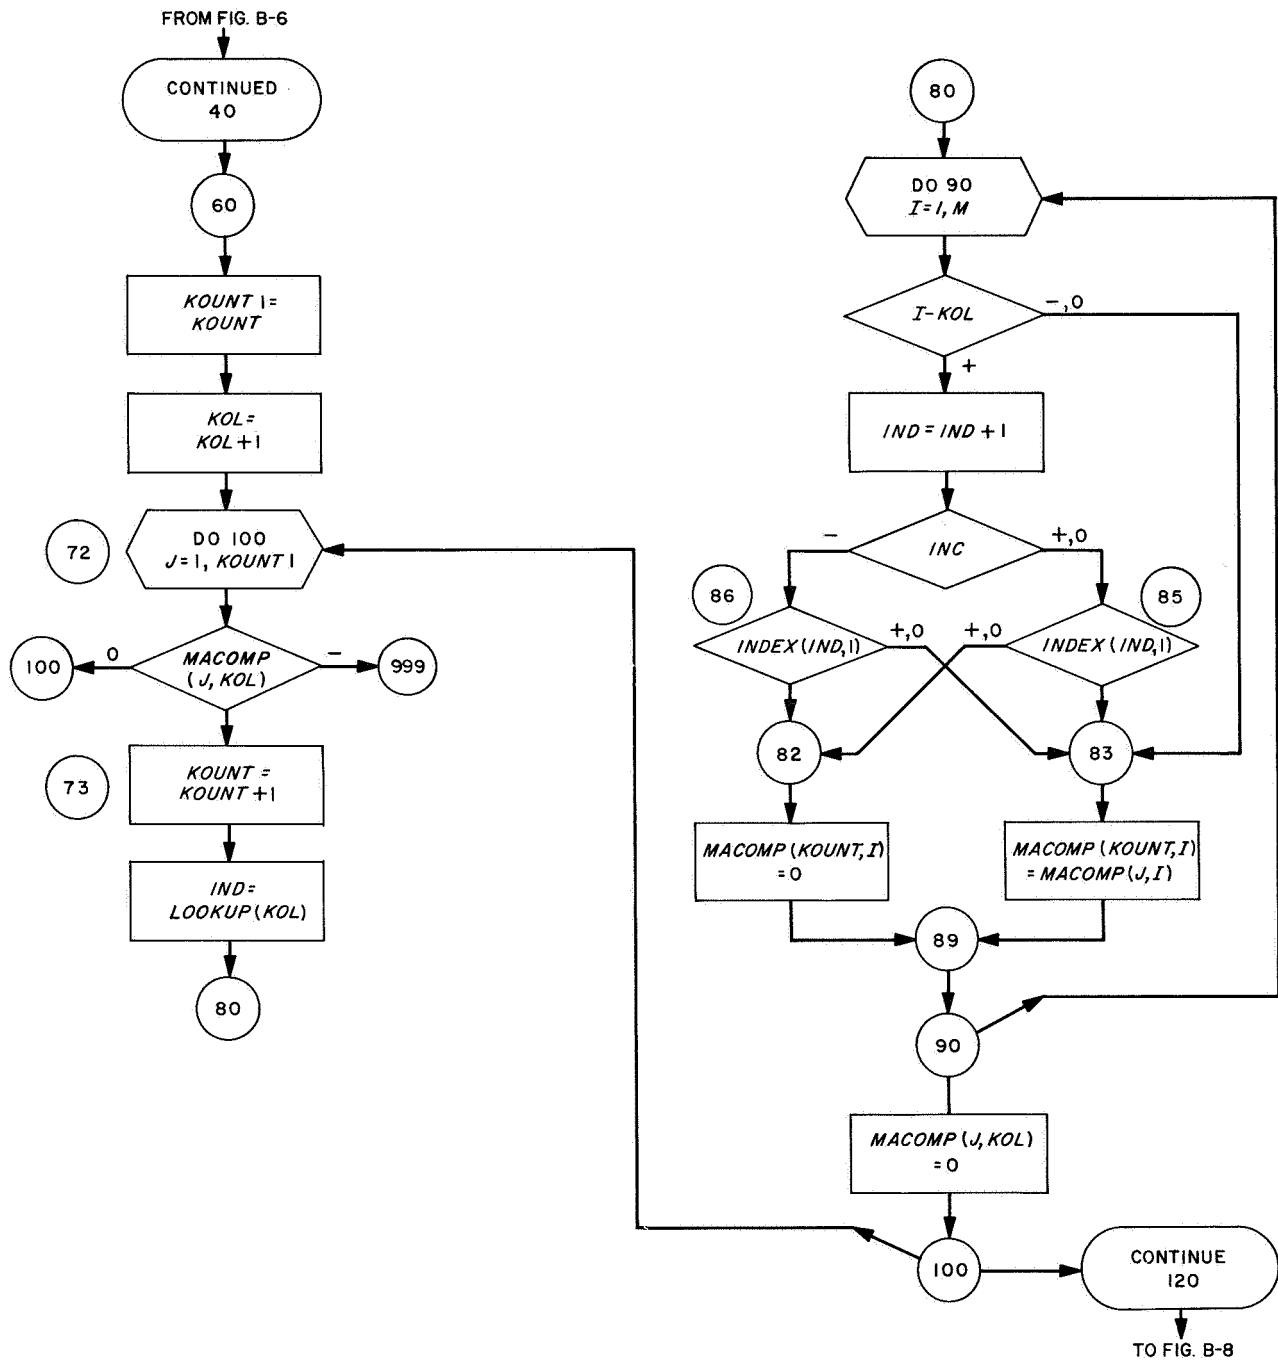 FROM FIG. B-6
CONTINUED
40
60
KOUNT 1=
KOUNT
KOL=
KOL+1
72
DO 100
J=1, KOUNT 1
100
0
MACOMP
(J, KOL)
–
999
73
KOUNT =
KOUNT +1
IND=
LOOKUP(KOL)
80
80
DO 90
I=1, M
I–KOL
–,0
+
IND = IND + 1
–
INC
+,0
86
85
INDEX(IND,1)
+,0
+,0
INDEX(IND,1)
82
83
MACOMP(KOUNT,I)
=0
MACOMP(KOUNT,I)
= MACOMP(J,I)
89
90
MACOMP(J, KOL)
=0
100
CONTINUE
120
TO FIG. B-8